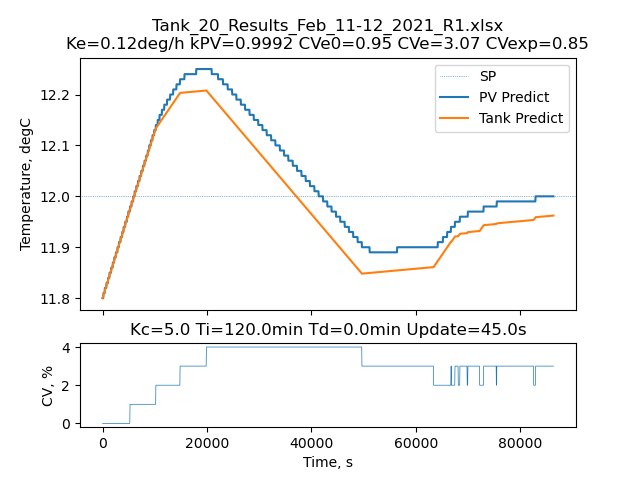 Tank_20_Results_Feb_11-12_2021_R1.xlsx
Ke=0.12deg/h kPV=0.9992 CVe0=0.95 CVe=3.07 CVexp=0.85
SP
PV Predict
Tank Predict
Temperature, degC
12.2
12.1
12.0
11.9
11.8
Kc=5.0 Ti=120.0min Td=0.0min Update=45.0s
CV, %
4
2
0
0 20000 40000 60000 80000
Time, s